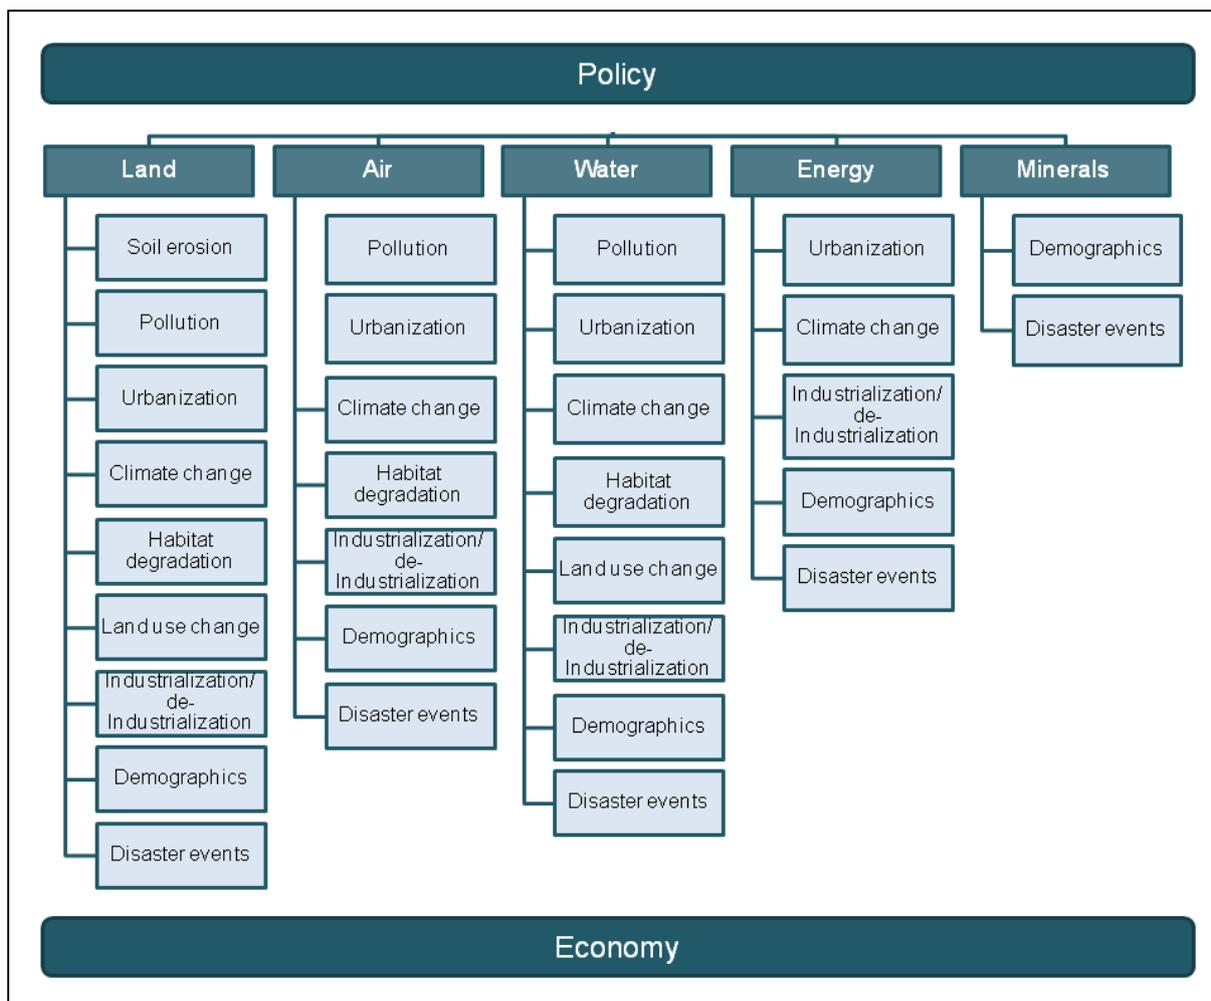 Policy
Land
Air
Water
Energy
Minerals
Soil erosion
Pollution
Urbanization
Climate change
Habitat
degradation
Land use change
Industrialization/
de-
Industrialization
Demographics
Disaster events
Pollution
Urbanization
Climate change
Habitat
degradation
Industrialization/
de-
Industrialization
Demographics
Disaster events
Pollution
Urbanization
Climate change
Habitat
degradation
Land use change
Industrialization/
de-
Industrialization
Demographics
Disaster events
Urbanization
Climate change
Industrialization/
de-
Industrialization
Demographics
Disaster events
Demographics
Disaster events
Economy